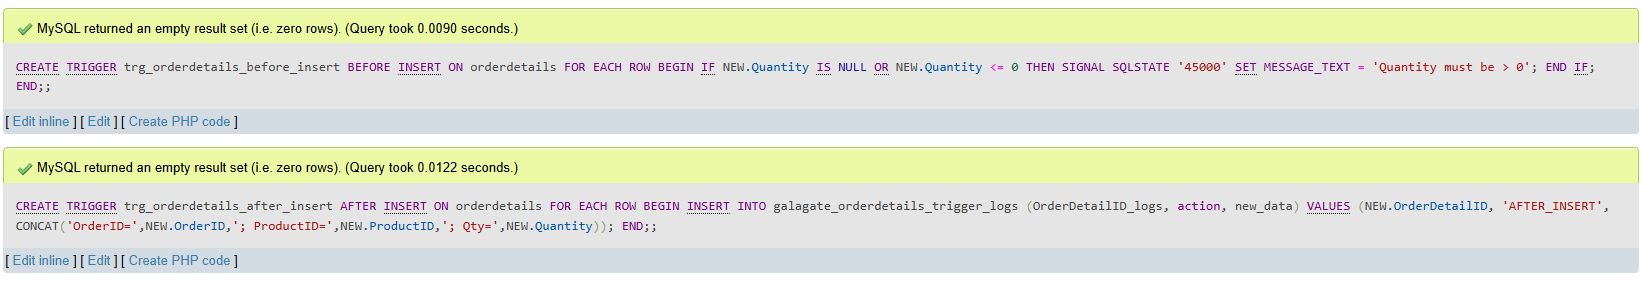 MySQL returned an empty result set (i.e. zero rows). (Query took 0.0090 seconds.)
CREATE TRIGGER trg_orderdetails_before_insert BEFORE INSERT ON orderdetails FOR EACH ROW BEGIN IF NEW.Quantity IS NULL OR NEW.Quantity <= 0 THEN SIGNAL SQLSTATE '45000' SET MESSAGE_TEXT = 'Quantity must be > 0'; END IF;
END;;
[ Edit inline ] [ Edit ] [ Create PHP code ]
MySQL returned an empty result set (i.e. zero rows). (Query took 0.0122 seconds.)
CREATE TRIGGER trg_orderdetails_after_insert AFTER INSERT ON orderdetails FOR EACH ROW BEGIN INSERT INTO galagate_orderdetails_trigger_logs (OrderDetailID_logs, action, new_data) VALUES (NEW.OrderDetailID, 'AFTER_INSERT',
CONCAT('OrderID=',NEW.OrderID,'; ProductID=',NEW.ProductID,'; Qty=',NEW.Quantity)); END;;
[ Edit inline ] [ Edit ] [ Create PHP code ]